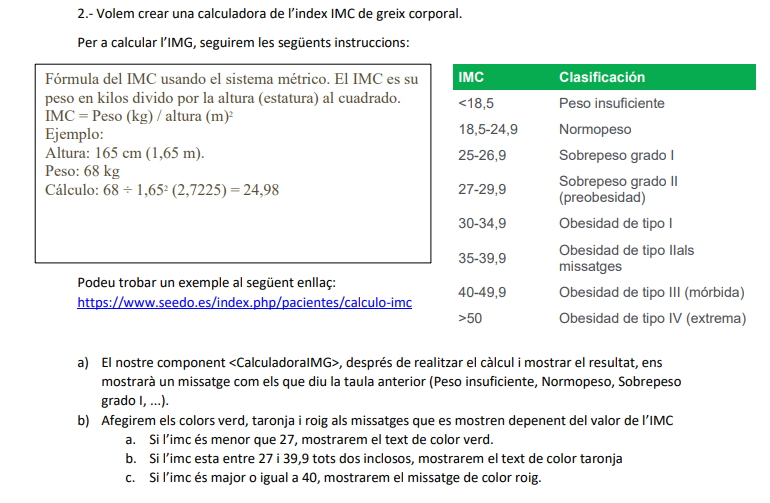 2.- Volem crear una calculadora de l’index IMC de greix corporal.
Per a calcular l’IMG, seguirem les següents instruccions:
Fórmula del IMC usando el sistema métrico. El IMC es su
peso en kilos divido por la altura (estatura) al cuadrado.
IMC = Peso (kg) / altura (m)²
Ejemplo:
Altura: 165 cm (1,65 m).
Peso: 68 kg
Cálculo: 68 ÷ 1,65² (2,7225) = 24,98
IMC Clasificación
<18,5 Peso insuficiente
18,5-24,9 Normopeso
25-26,9 Sobrepeso grado I
27-29,9 Sobrepeso grado II
(preobesidad)
30-34,9 Obesidad de tipo I
35-39,9 Obesidad de tipo IIals
missatges
40-49,9 Obesidad de tipo III (mórbida)
>50 Obesidad de tipo IV (extrema)
Podeu trobar un exemple al següent enllaç:
https://www.seedo.es/index.php/pacientes/calculo-imc
a) El nostre component <CalculadoraIMG>, després de realitzar el càlcul i mostrar el resultat, ens
mostrarà un missatge com els que diu la taula anterior (Peso insuficiente, Normopeso, Sobrepeso
grado I, ...).
b) Afegirem els colors verd, taronja i roig als missatges que es mostren depenent del valor de l’IMC
a. Si l’imc és menor que 27, mostrarem el text de color verd.
b. Si l’imc esta entre 27 i 39,9 tots dos inclosos, mostrarem el text de color taronja
c. Si l’imc és major o igual a 40, mostrarem el missatge de color roig.